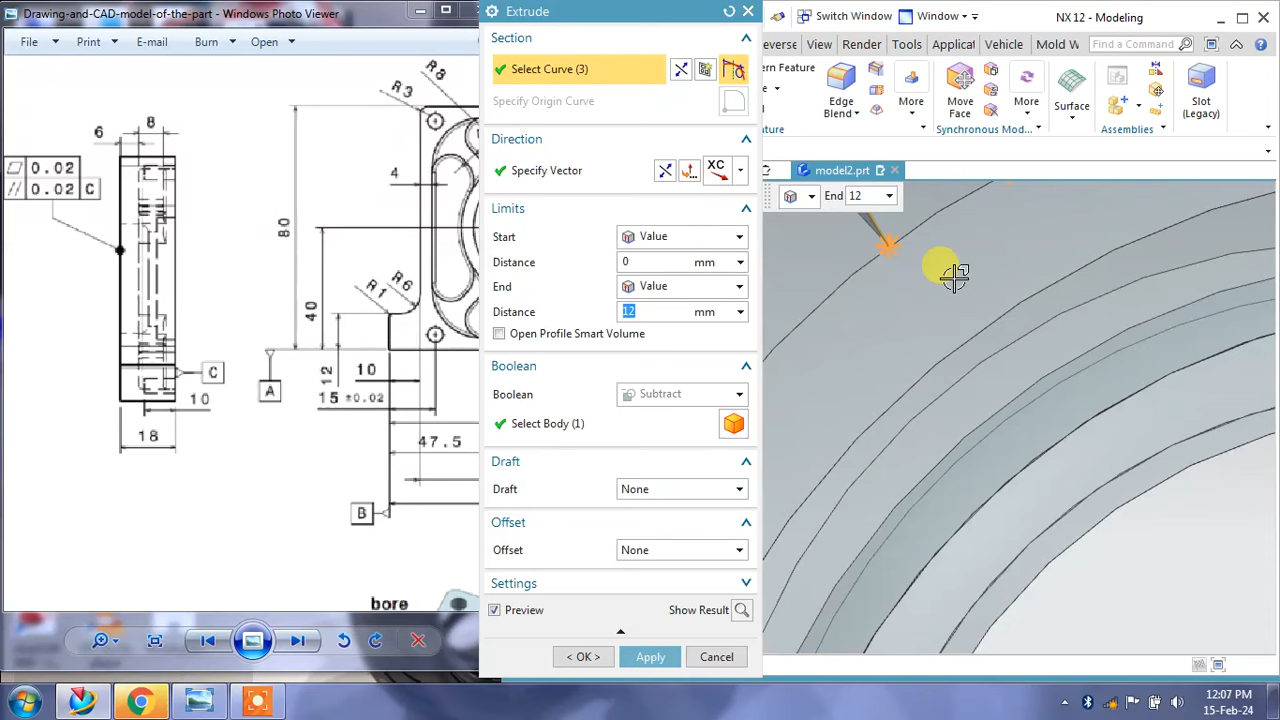 Drawing-and-CAD-model-of-the-part - Windows Photo Viewer
File Print E-mail Burn Open
6
8
0.02
// 0.02 C
C
10
18
R8
R3
4
80
40
R6
R1
12
10
15 ±0.02
A
47.5
B
bore
Extrude
Section
Select Curve (3)
Specify Origin Curve
Direction
Specify Vector
XC
Limits
Start Value
Distance 0 mm
End Value
Distance 12 mm
Open Profile Smart Volume
Boolean
Boolean Subtract
Select Body (1)
Draft
Draft None
Offset
Offset None
Settings
Preview Show Result
< OK > Apply Cancel
Switch Window Window NX 12 - Modeling
everse View Render Tools Applicat Vehicle Mold W Find a Command
m Feature
Edge Blend
More
Move Face
More
Surface
Slot (Legacy)
ature Synchronous Mod... Assemblies
model2.prt
End 12
12:07 PM
15-Feb-24